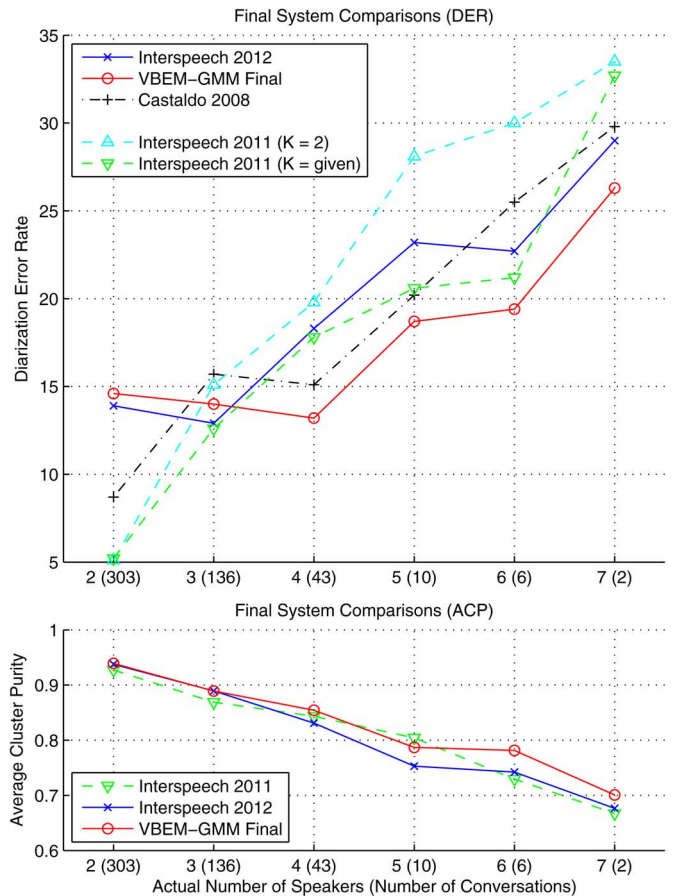 Final System Comparisons (DER)
35
30
25
20
15
10
5
Diarization Error Rate
Interspeech 2012
VBEM-GMM Final
Castaldo 2008
Interspeech 2011 (K = 2)
Interspeech 2011 (K = given)
2 (303) 3 (136) 4 (43) 5 (10) 6 (6) 7 (2)
Final System Comparisons (ACP)
1
0.9
0.8
0.7
0.6
Average Cluster Purity
Interspeech 2011
Interspeech 2012
VBEM-GMM Final
2 (303) 3 (136) 4 (43) 5 (10) 6 (6) 7 (2)
Actual Number of Speakers (Number of Conversations)